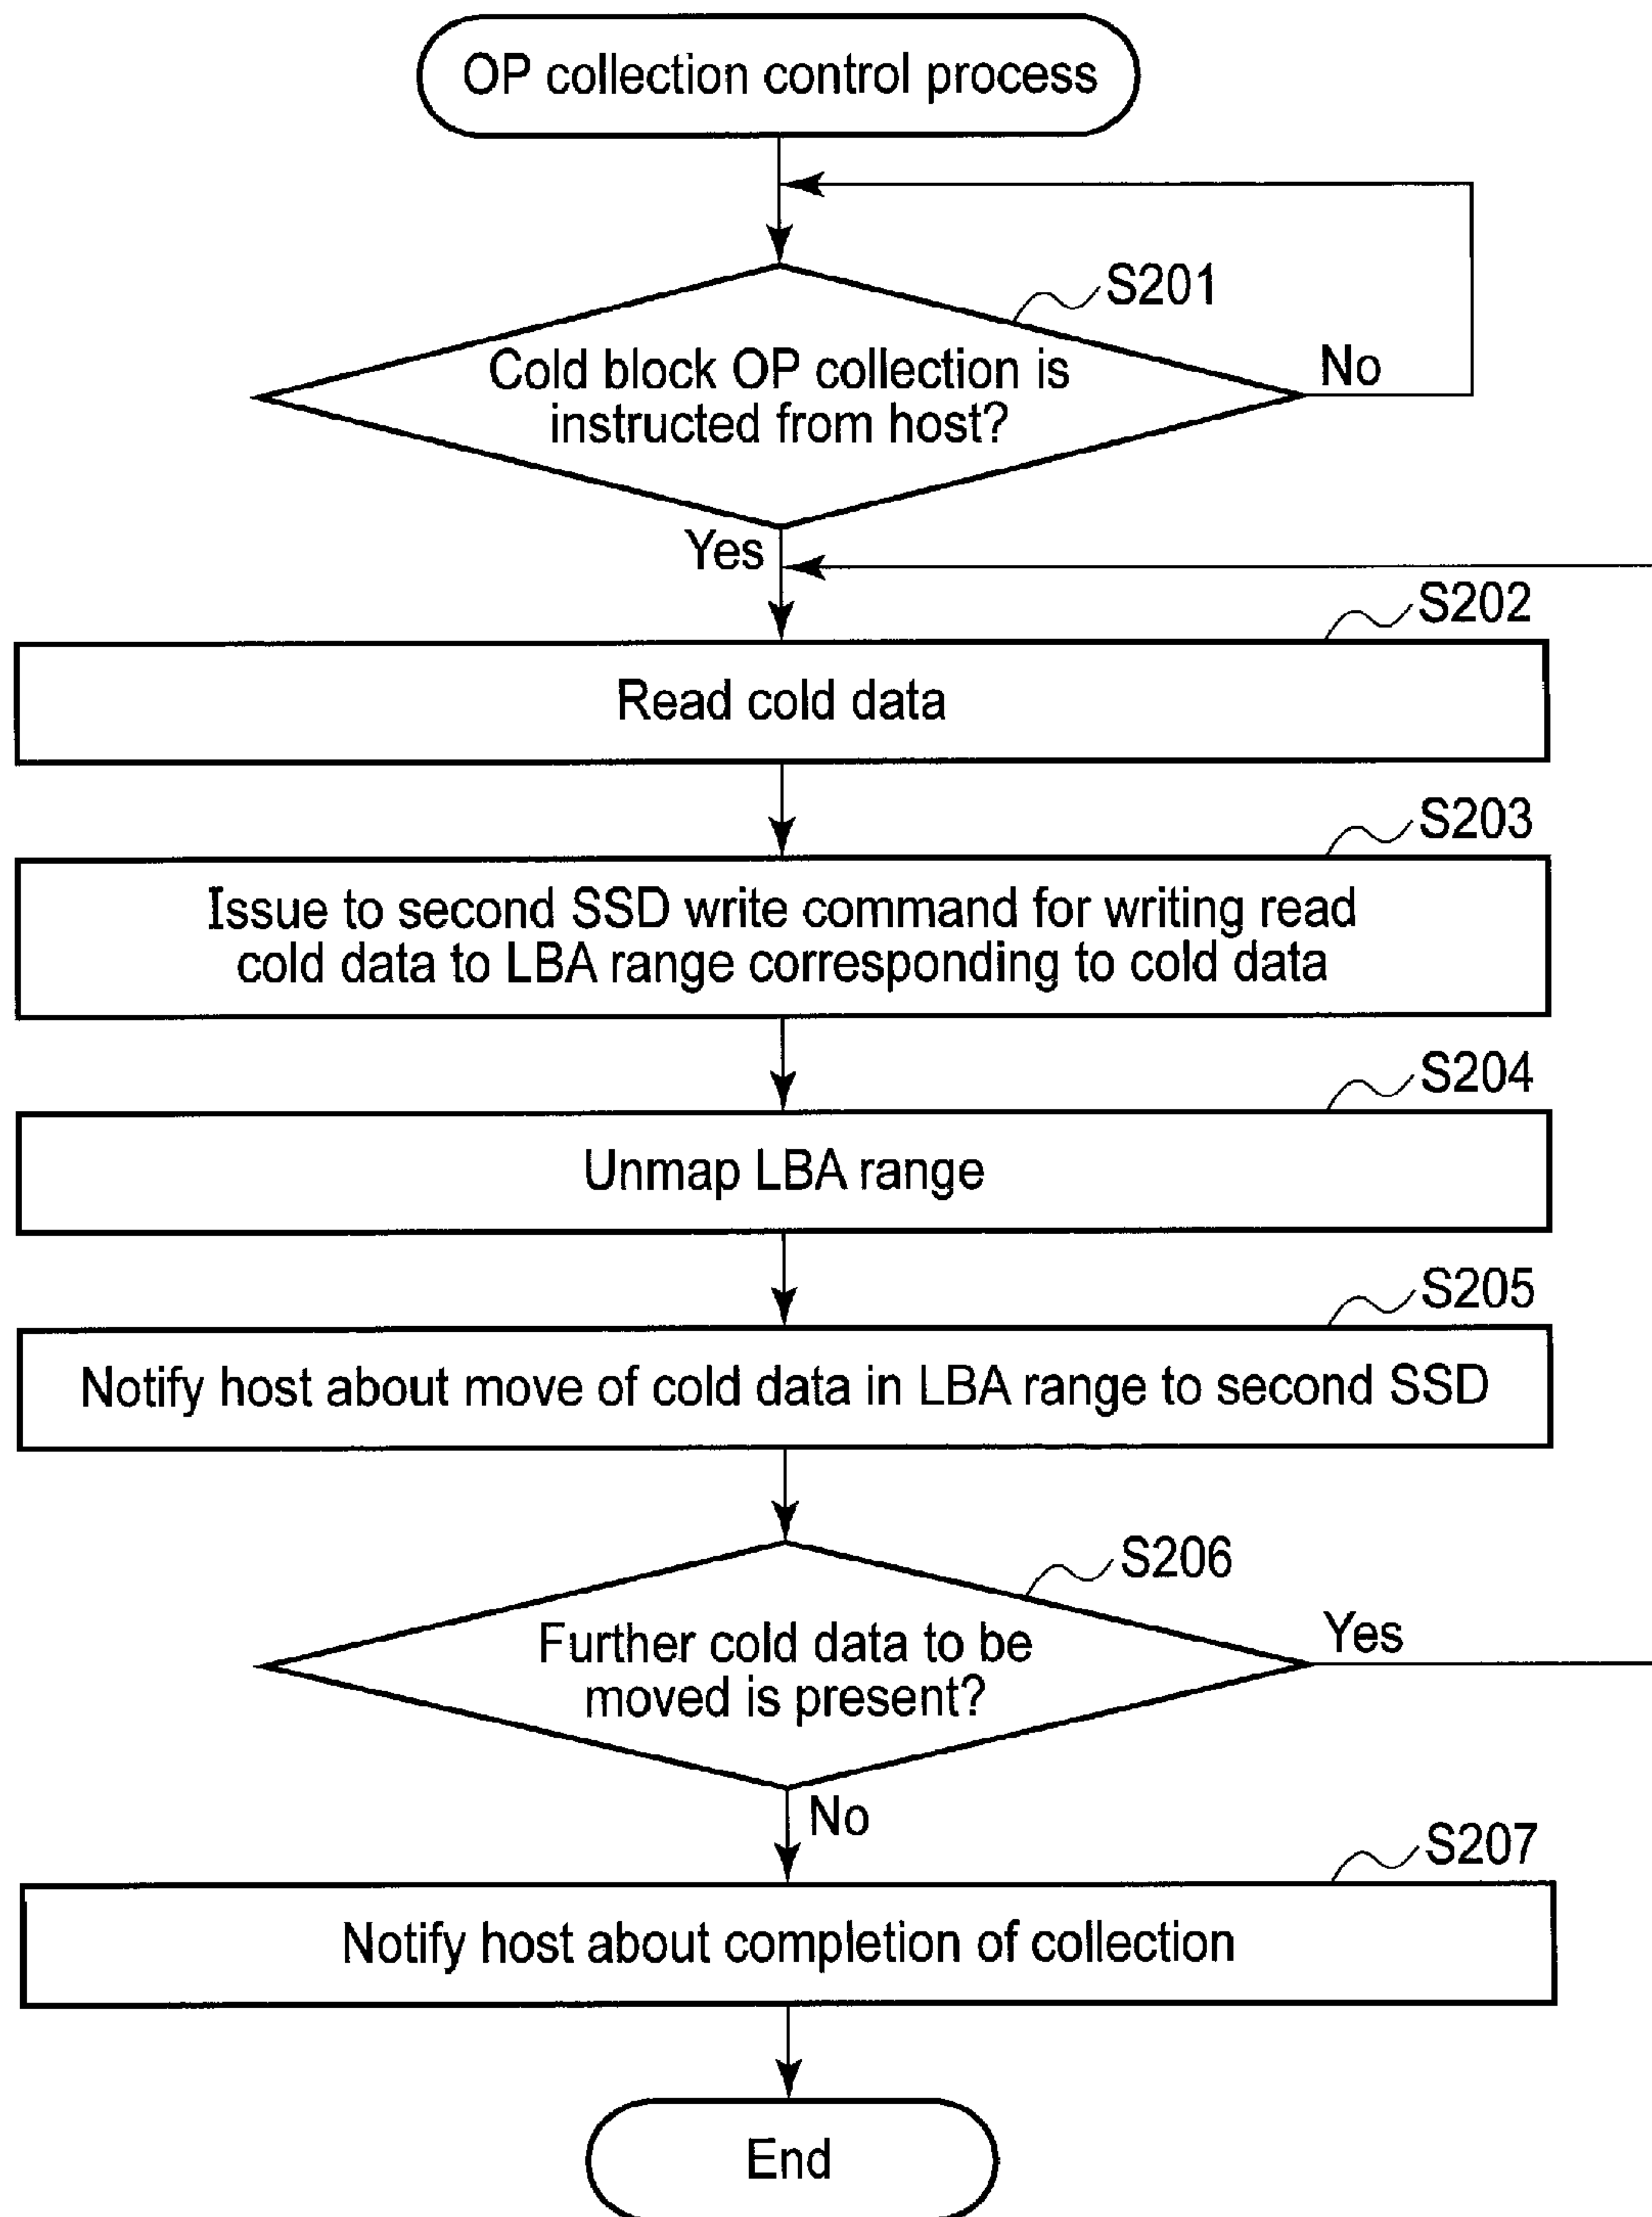 OP collection control process
S201
Cold block OP collection is
instructed from host?
No
Yes
S202
Read cold data
S203
Issue to second SSD write command for writing read
cold data to LBA range corresponding to cold data
S204
Unmap LBA range
S205
Notify host about move of cold data in LBA range to second SSD
S206
Further cold data to be
moved is present?
Yes
No
S207
Notify host about completion of collection
End